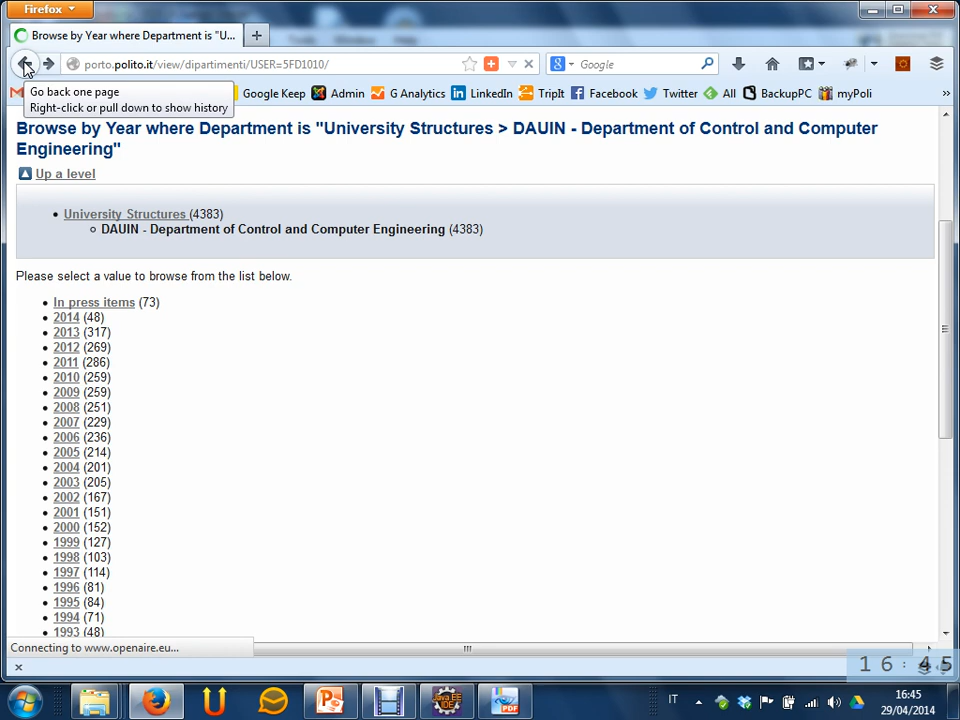 Firefox
Browse by Year where Department is "U...
porto.polito.it/view/dipartimenti/USER=5FD1010/
Google
Go back one page
Right-click or pull down to show history
Google Keep
Admin
G Analytics
LinkedIn
TripIt
Facebook
Twitter
All
BackupPC
myPoli
Browse by Year where Department is "University Structures > DAUIN - Department of Control and Computer
Engineering"
Up a level
University Structures (4383)
DAUIN - Department of Control and Computer Engineering (4383)
Please select a value to browse from the list below.
In press items (73)
2014 (48)
2013 (317)
2012 (269)
2011 (286)
2010 (259)
2009 (259)
2008 (251)
2007 (229)
2006 (236)
2005 (214)
2004 (201)
2003 (205)
2002 (167)
2001 (151)
2000 (152)
1999 (127)
1998 (103)
1997 (114)
1996 (81)
1995 (84)
1994 (71)
1993 (48)
Connecting to www.openaire.eu...
16:45
IT
16:45
29/04/2014